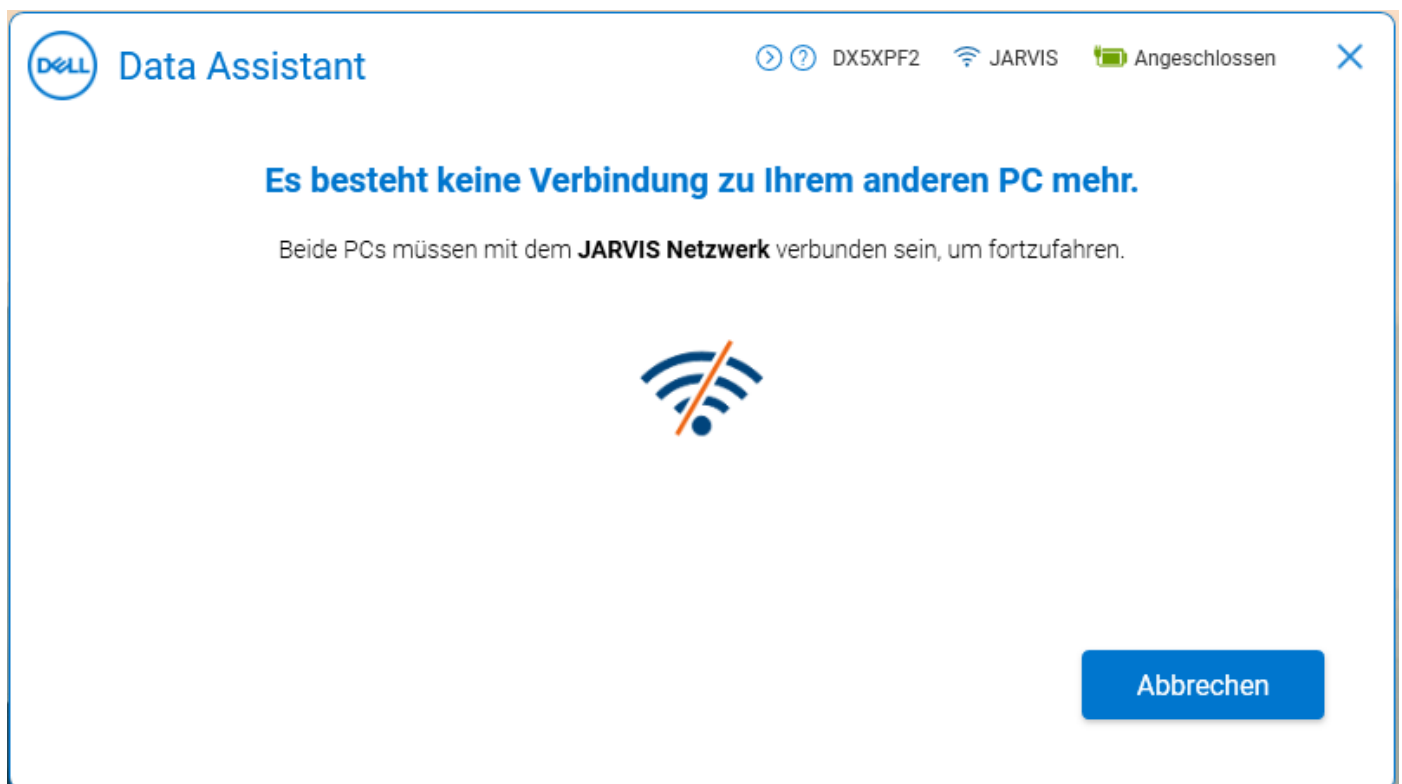 DELL Data Assistant DX5XPF2 JARVIS Angeschlossen
Es besteht keine Verbindung zu Ihrem anderen PC mehr.
Beide PCs müssen mit dem JARVIS Netzwerk verbunden sein, um fortzufahren.
Abbrechen